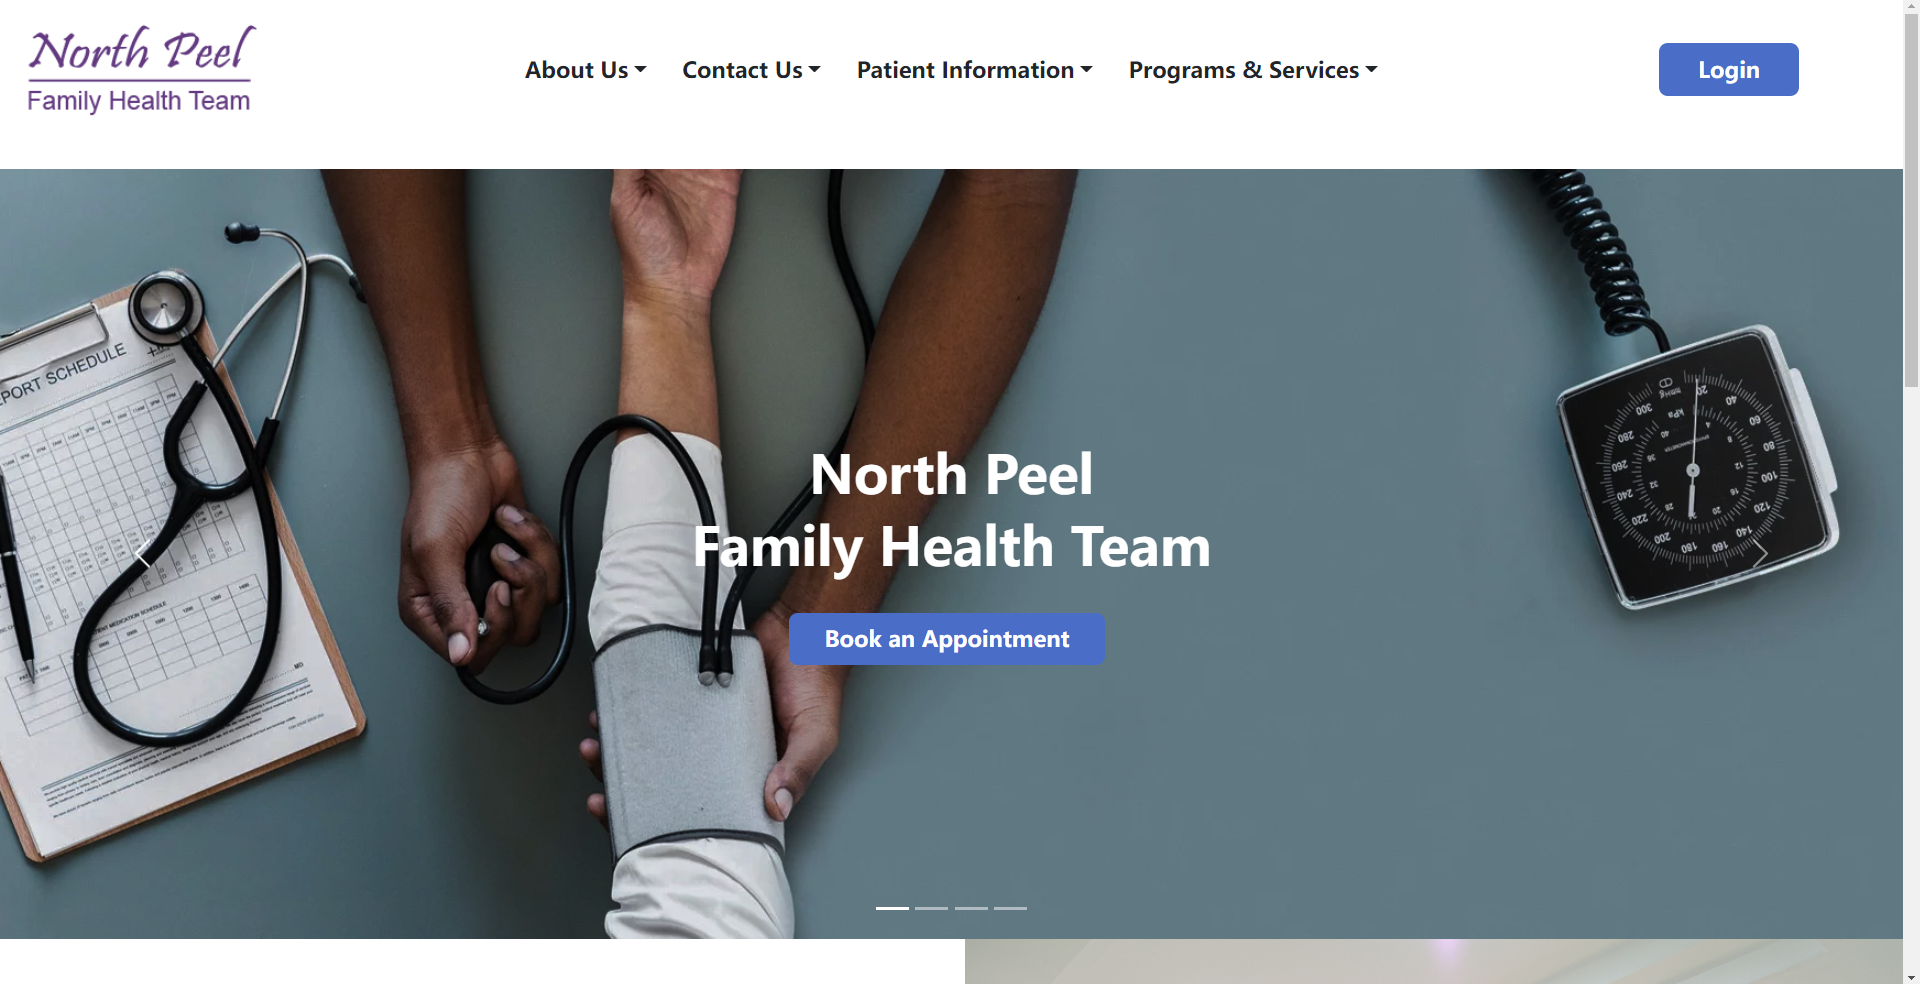 North Peel
Family Health Team
About Us
Contact Us
Patient Information
Programs & Services
Login
PORT SCHEDULE
North Peel
Family Health Team
Book an Appointment